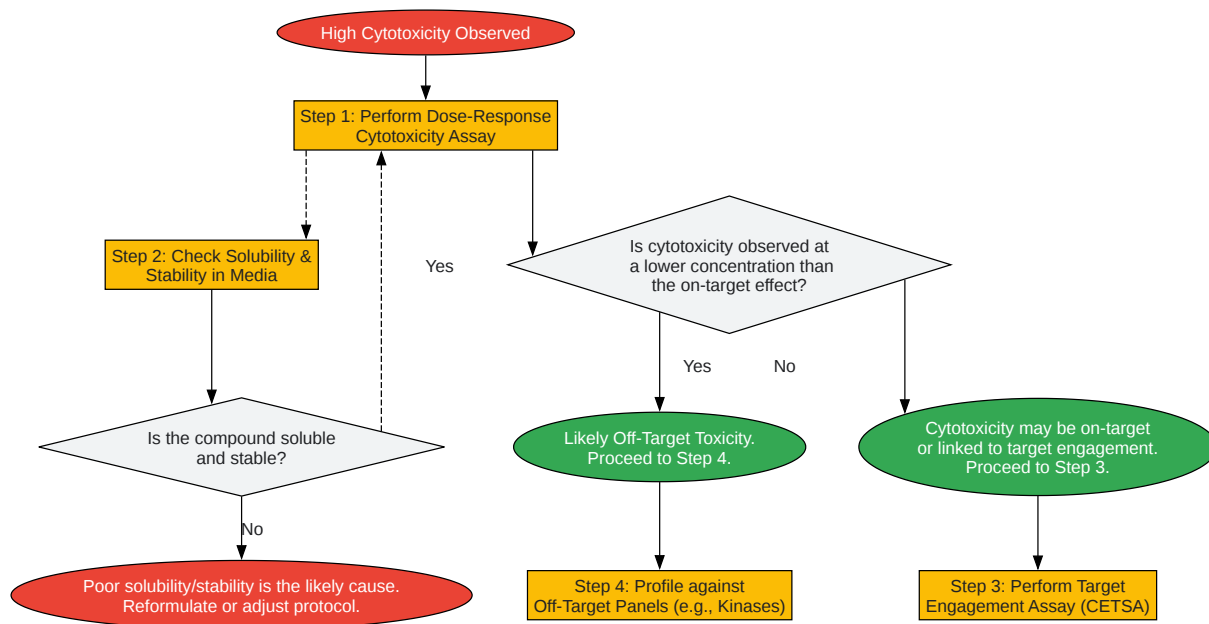 High Cytotoxicity Observed
Step 1: Perform Dose-Response
Cytotoxicity Assay
Step 2: Check Solubility &
Stability in Media
Yes
Is cytotoxicity observed at
a lower concentration than
the on-target effect?
Yes
No
Is the compound soluble
and stable?
Likely Off-Target Toxicity.
Proceed to Step 4.
Cytotoxicity may be on-target
or linked to target engagement.
Proceed to Step 3.
No
Poor solubility/stability is the likely cause.
Reformulate or adjust protocol.
Step 4: Profile against
Off-Target Panels (e.g., Kinases)
Step 3: Perform Target
Engagement Assay (CETSA)